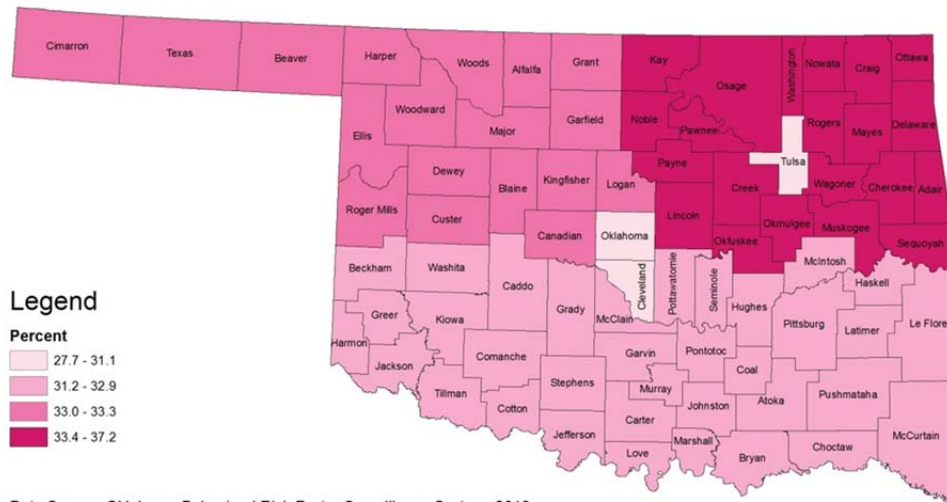 Cimarron
Texas
Beaver
Harper
Woods
Alfalfa
Grant
Kay
Osage
Washington
Nowata
Craig
Ottawa
Ellis
Woodward
Major
Garfield
Noble
Pawnee
Rogers
Mayes
Delaware
Tulsa
Roger Mills
Dewey
Blaine
Kingfisher
Logan
Payne
Creek
Wagoner
Cherokee
Adair
Custer
Canadian
Oklahoma
Lincoln
Okmulgee
Okfuskee
Muskogee
Sequoyah
Beckham
Washita
Caddo
Cleveland
Pottawatomie
Seminole
McIntosh
Haskell
Grady
McClain
Hughes
Pittsburg
Latimer
Le Flore
Greer
Kiowa
Harmon
Jackson
Comanche
Garvin
Pontotoc
Coal
Tillman
Cotton
Stephens
Murray
Johnston
Atoka
Pushmataha
Carter
Jefferson
Love
Marshall
Bryan
Choctaw
McCurtain
Legend
Percent
27.7 - 31.1
31.2 - 32.9
33.0 - 33.3
33.4 - 37.2